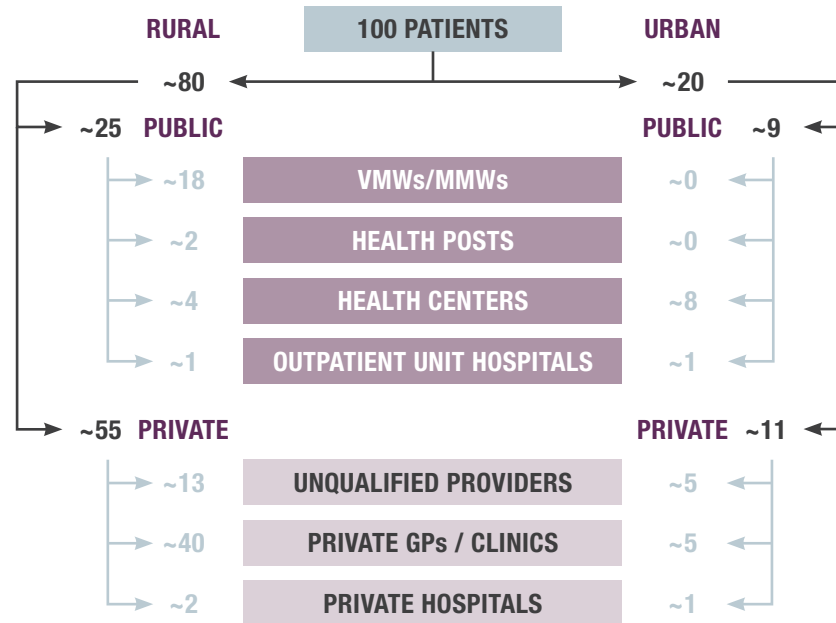 RURAL 100 PATIENTS URBAN
~80 ~20
~25 PUBLIC PUBLIC ~9
~18 VMWs/MMWs ~0
~2 HEALTH POSTS ~0
~4 HEALTH CENTERS ~8
~1 OUTPATIENT UNIT HOSPITALS ~1
~55 PRIVATE PRIVATE ~11
~13 UNQUALIFIED PROVIDERS ~5
~40 PRIVATE GPs / CLINICS ~5
~2 PRIVATE HOSPITALS ~1